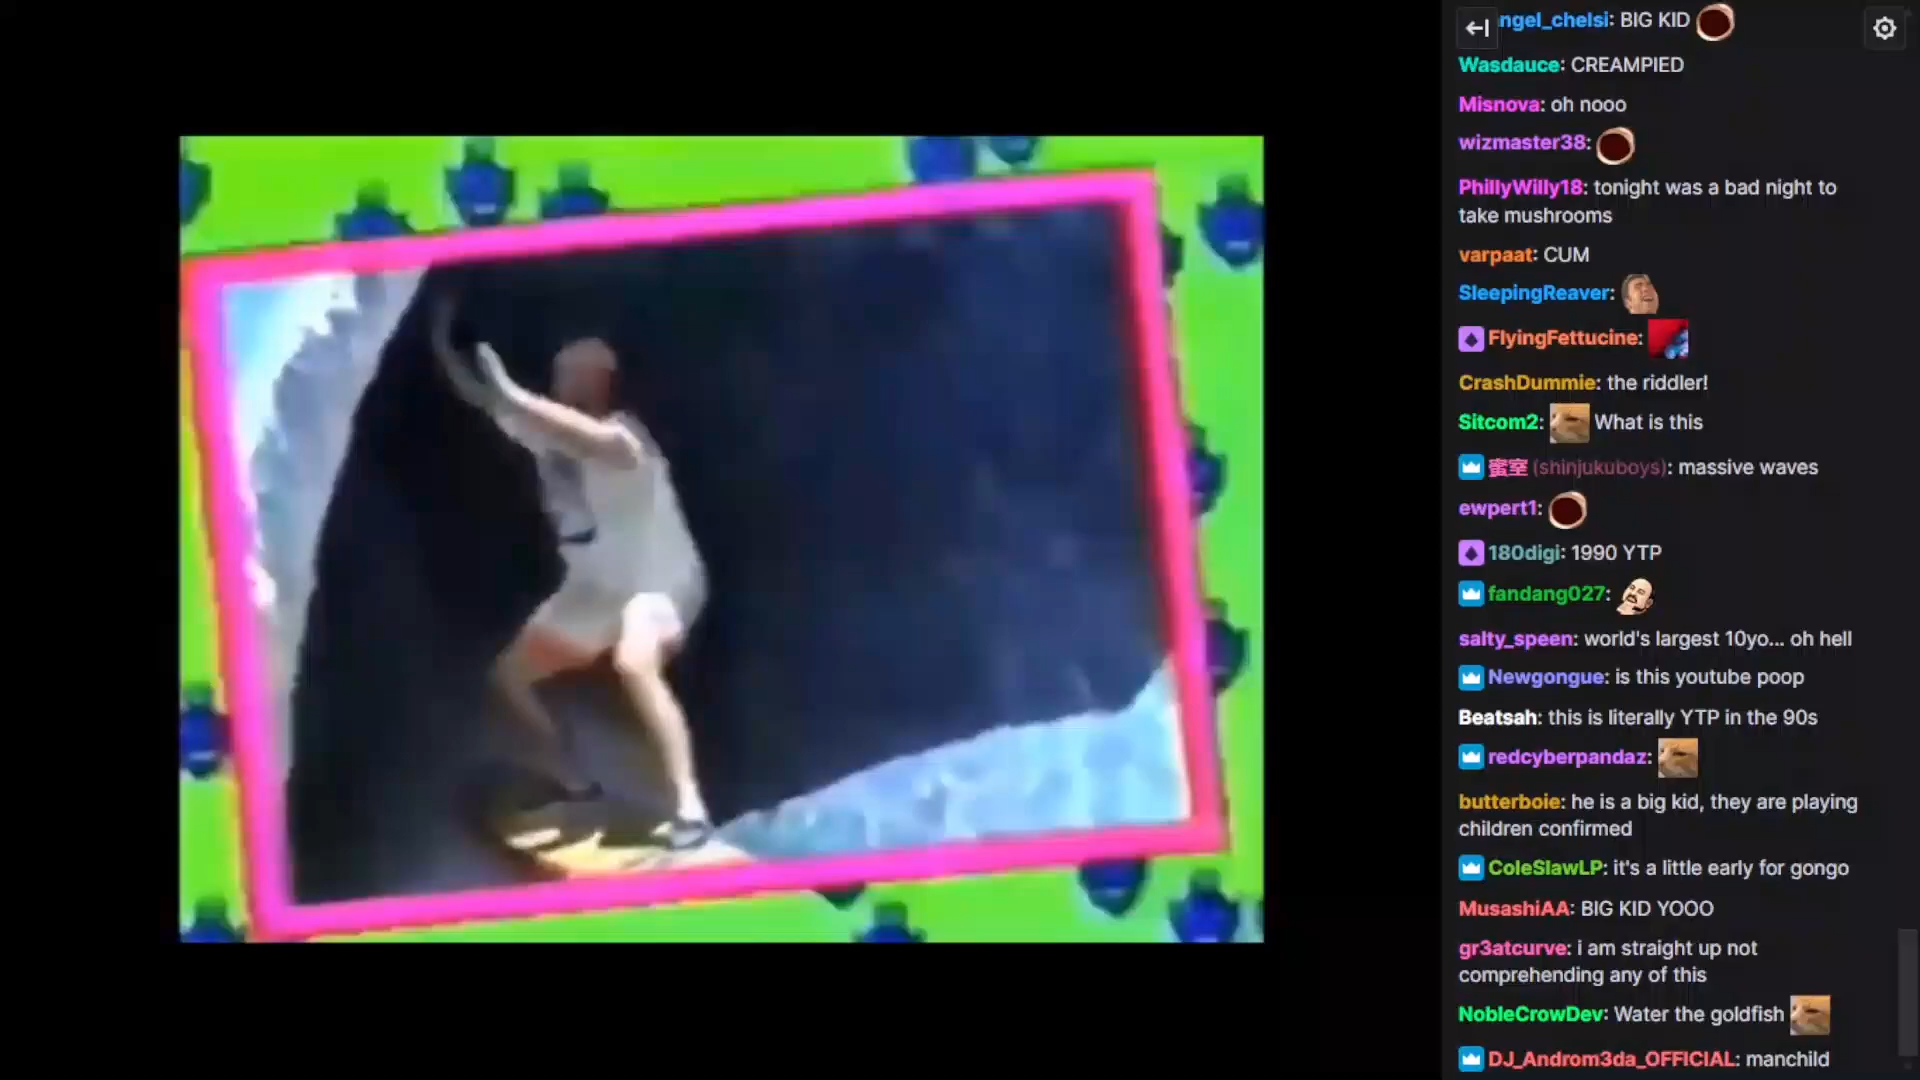 ngel_chelsi: BIG KID
Wasdauce: CREAMPIED
Misnova: oh nooo
wizmaster38:
PhillyWilly18: tonight was a bad night to
take mushrooms
varpaat: CUM
SleepingReaver:
FlyingFettucine:
CrashDummie: the riddler!
Sitcom2: What is this
蜜室 (shinjukuboys): massive waves
ewpert1:
180digi: 1990 YTP
fandang027:
salty_speen: world's largest 10yo... oh hell
Newgongue: is this youtube poop
Beatsah: this is literally YTP in the 90s
redcyberpandaz:
butterboie: he is a big kid, they are playing
children confirmed
ColeSlawLP: it's a little early for gongo
MusashiAA: BIG KID YOOO
gr3atcurve: i am straight up not
comprehending any of this
NobleCrowDev: Water the goldfish
DJ_Androm3da_OFFICIAL: manchild